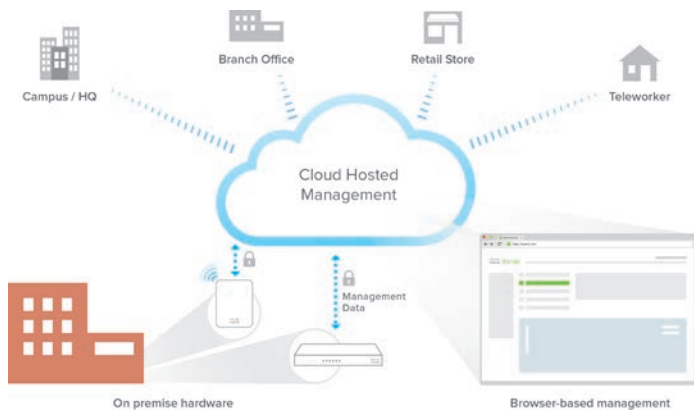 Branch Office
Retail Store
Campus / HQ
Teleworker
Cloud Hosted
Management
Management
Data
On premise hardware
Browser-based management